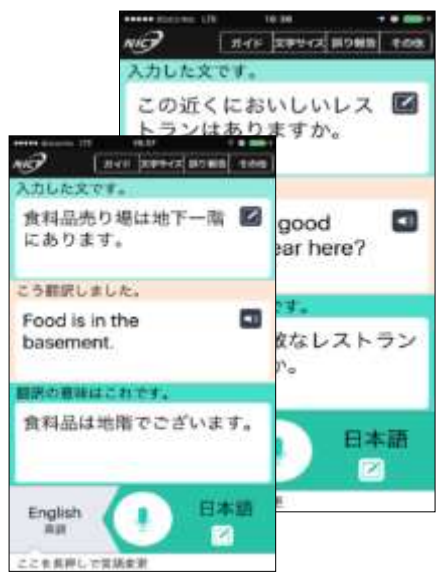 18:38
NICT
ガイド 文字サイズ 誤り報告 その他
入力した文です。
この近くにおいしいレス
トランはありますか。
good
ear here?
です。
敵なレストラン
か。
日本語
NICT
ガイド 文字サイズ 誤り報告 その他
入力した文です。
食料品売り場は地下一階
にあります。
こう翻訳しました。
Food is in the
basement.
翻訳の意味はこれです。
食料品は地階でございます。
English
英語
日本語
ここを長押しで言語変更